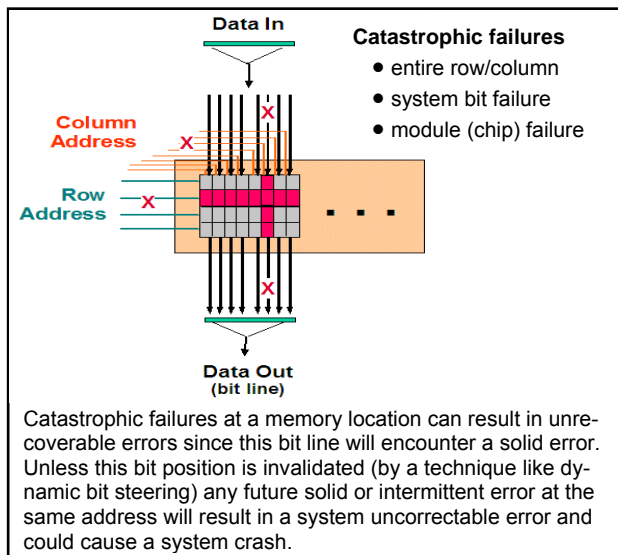 Data In
Catastrophic failures
● entire row/column
● system bit failure
● module (chip) failure
X
Column
Address
X
Row
Address
X
X
Data Out
(bit line)
Catastrophic failures at a memory location can result in unre-
coverable errors since this bit line will encounter a solid error.
Unless this bit position is invalidated (by a technique like dy-
namic bit steering) any future solid or intermittent error at the
same address will result in a system uncorrectable error and
could cause a system crash.